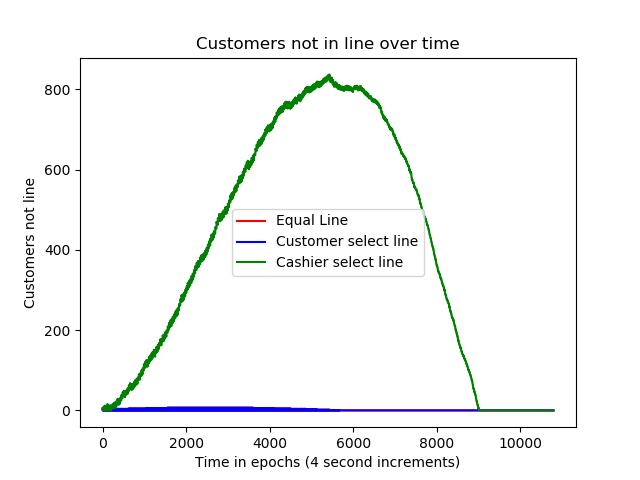 Customers not in line over time
Customers not line
800
600
400
200
0
Equal Line
Customer select line
Cashier select line
0 2000 4000 6000 8000 10000
Time in epochs (4 second increments)